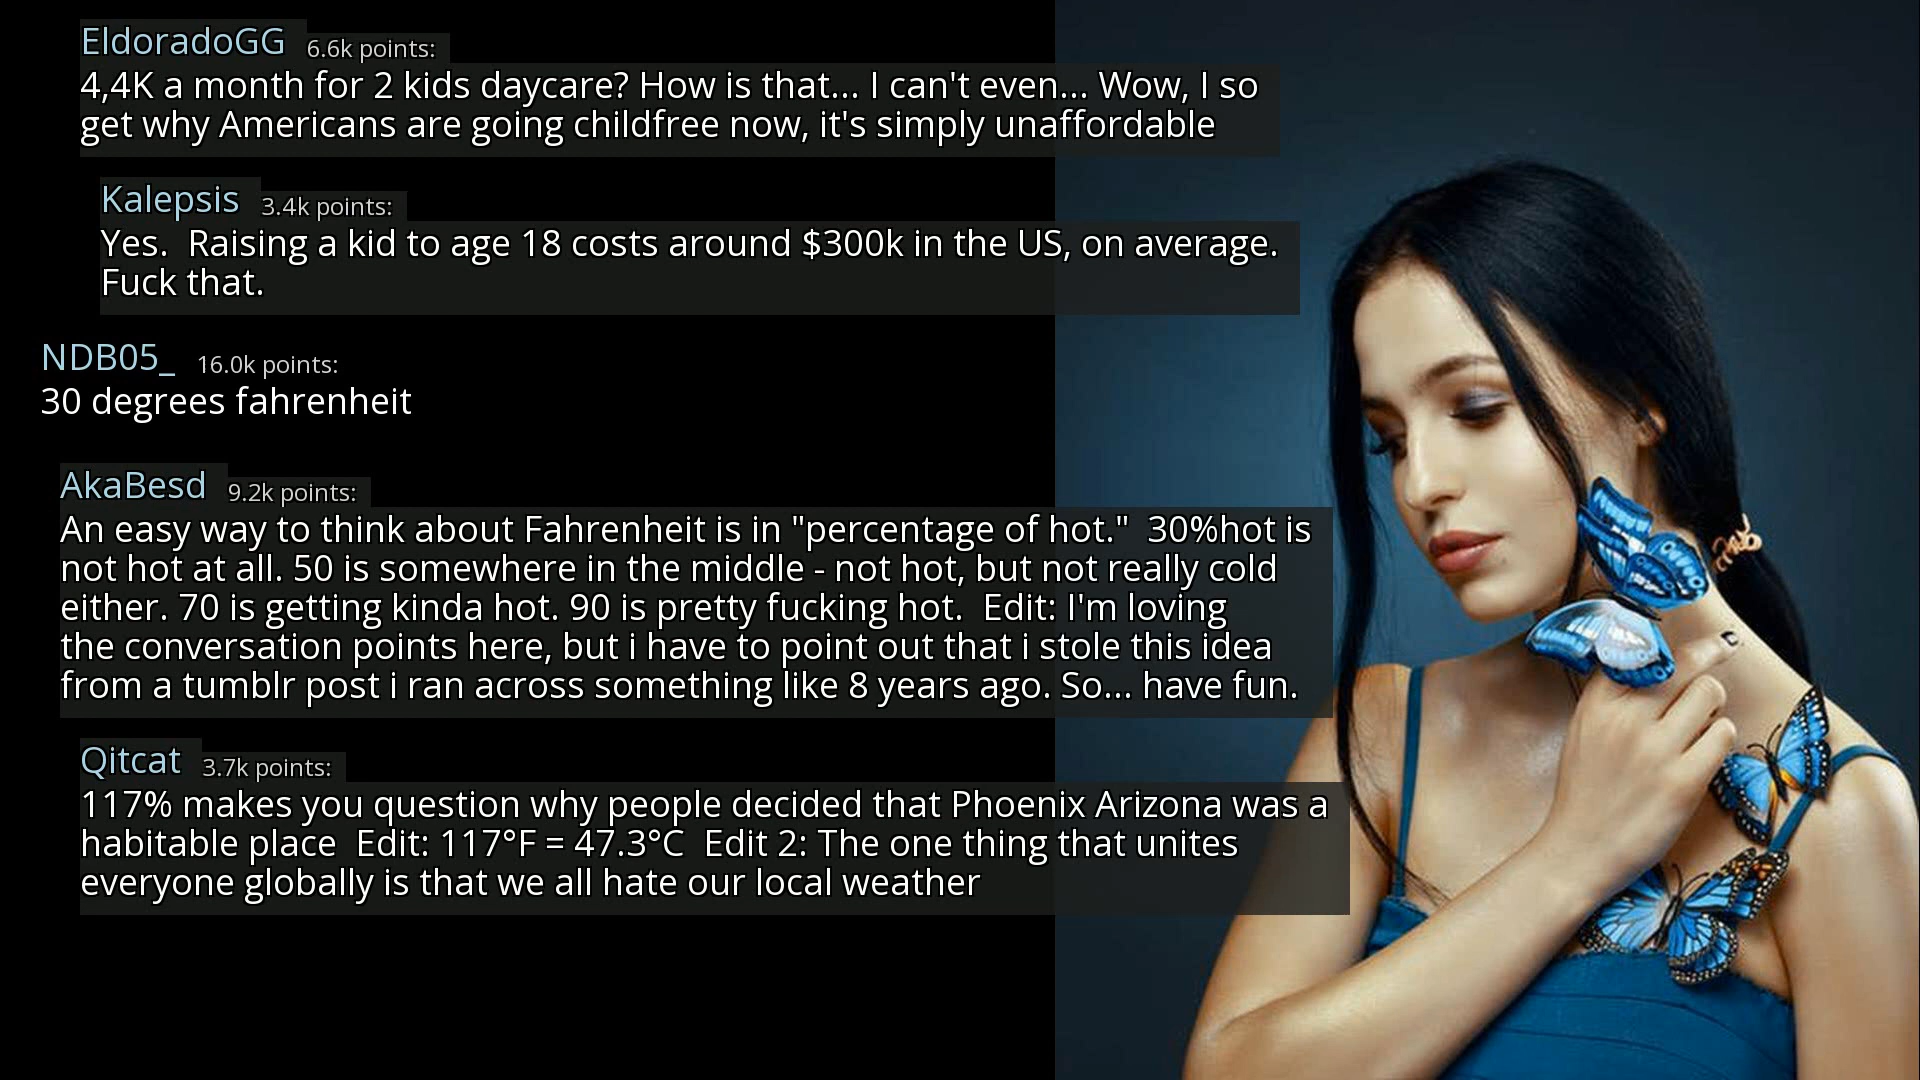 EldoradoGG 6.6k points:
4,4K a month for 2 kids daycare? How is that... I can't even... Wow, I so
get why Americans are going childfree now, it's simply unaffordable
Kalepsis 3.4k points:
Yes.  Raising a kid to age 18 costs around $300k in the US, on average.
Fuck that.
NDB05_ 16.0k points:
30 degrees fahrenheit
AkaBesd 9.2k points:
An easy way to think about Fahrenheit is in "percentage of hot."  30%hot is
not hot at all. 50 is somewhere in the middle - not hot, but not really cold
either. 70 is getting kinda hot. 90 is pretty fucking hot.  Edit: I'm loving
the conversation points here, but i have to point out that i stole this idea
from a tumblr post i ran across something like 8 years ago. So... have fun.
Qitcat 3.7k points:
117% makes you question why people decided that Phoenix Arizona was a
habitable place  Edit: 117°F = 47.3°C  Edit 2: The one thing that unites
everyone globally is that we all hate our local weather